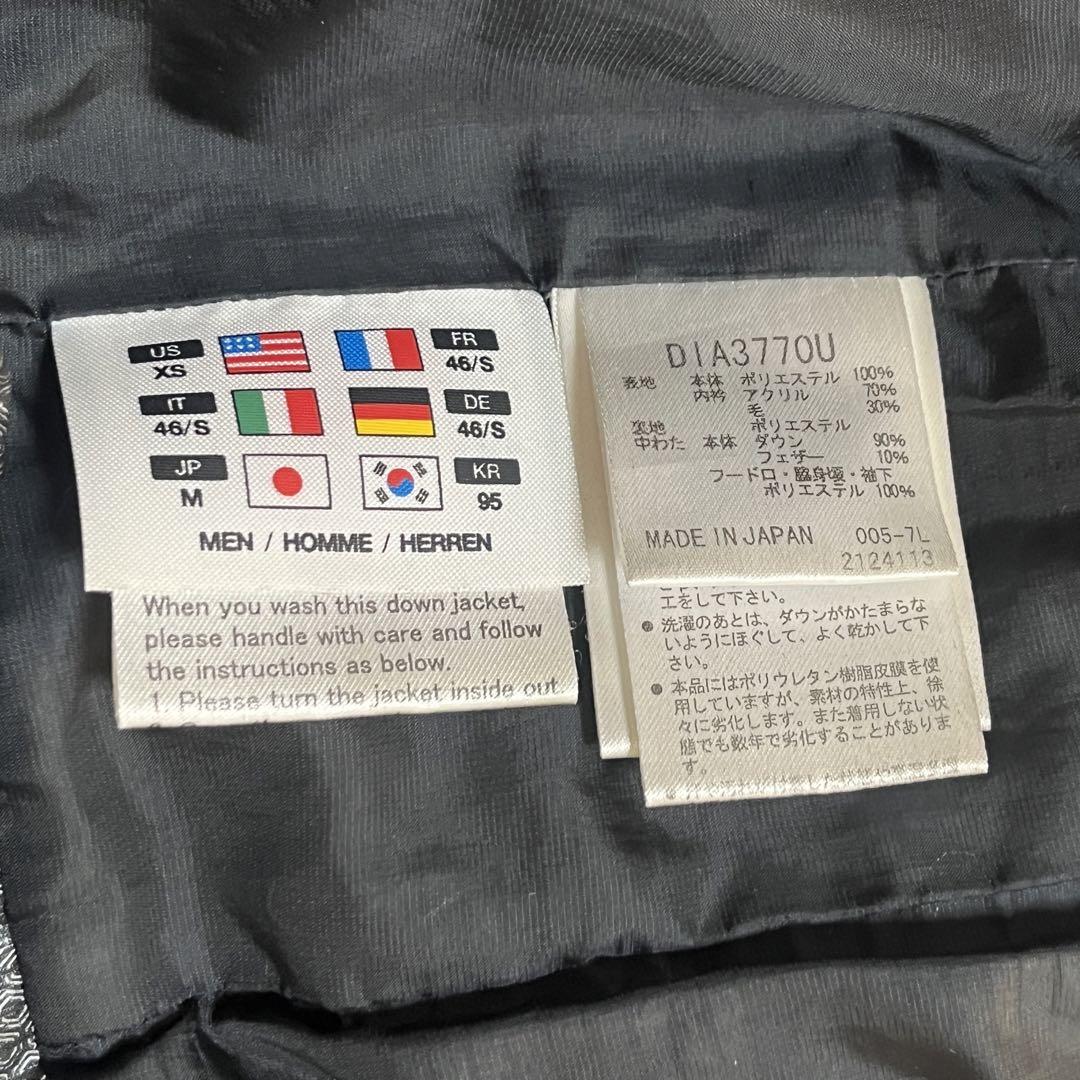 US
XS
FR
46/S
IT
46/S
DE
46/S
JP
M
KR
95
MEN / HOMME / HERREN
When you wash this down jacket,
please handle with care and follow
the instructions as below.
1. Please turn the jacket inside out
DIA3770U
表地 本体 ポリエステル 100%
内衿 アクリル 70%
毛 30%
裏地 ポリエステル
中わた 本体 ダウン 90%
フェザー 10%
フードロ・脇身頃・袖下
ポリエステル 100%
MADE IN JAPAN 005-7L
2124113
工をして下さい。
● 洗濯のあとは、ダウンがかたまらな
いようにほぐして、よく乾かして下
さい。
● 本品にはポリウレタン樹脂皮膜を使
用していますが、素材の特性上、徐
々に劣化します。また着用しない状
態でも数年で劣化することがありま
す。